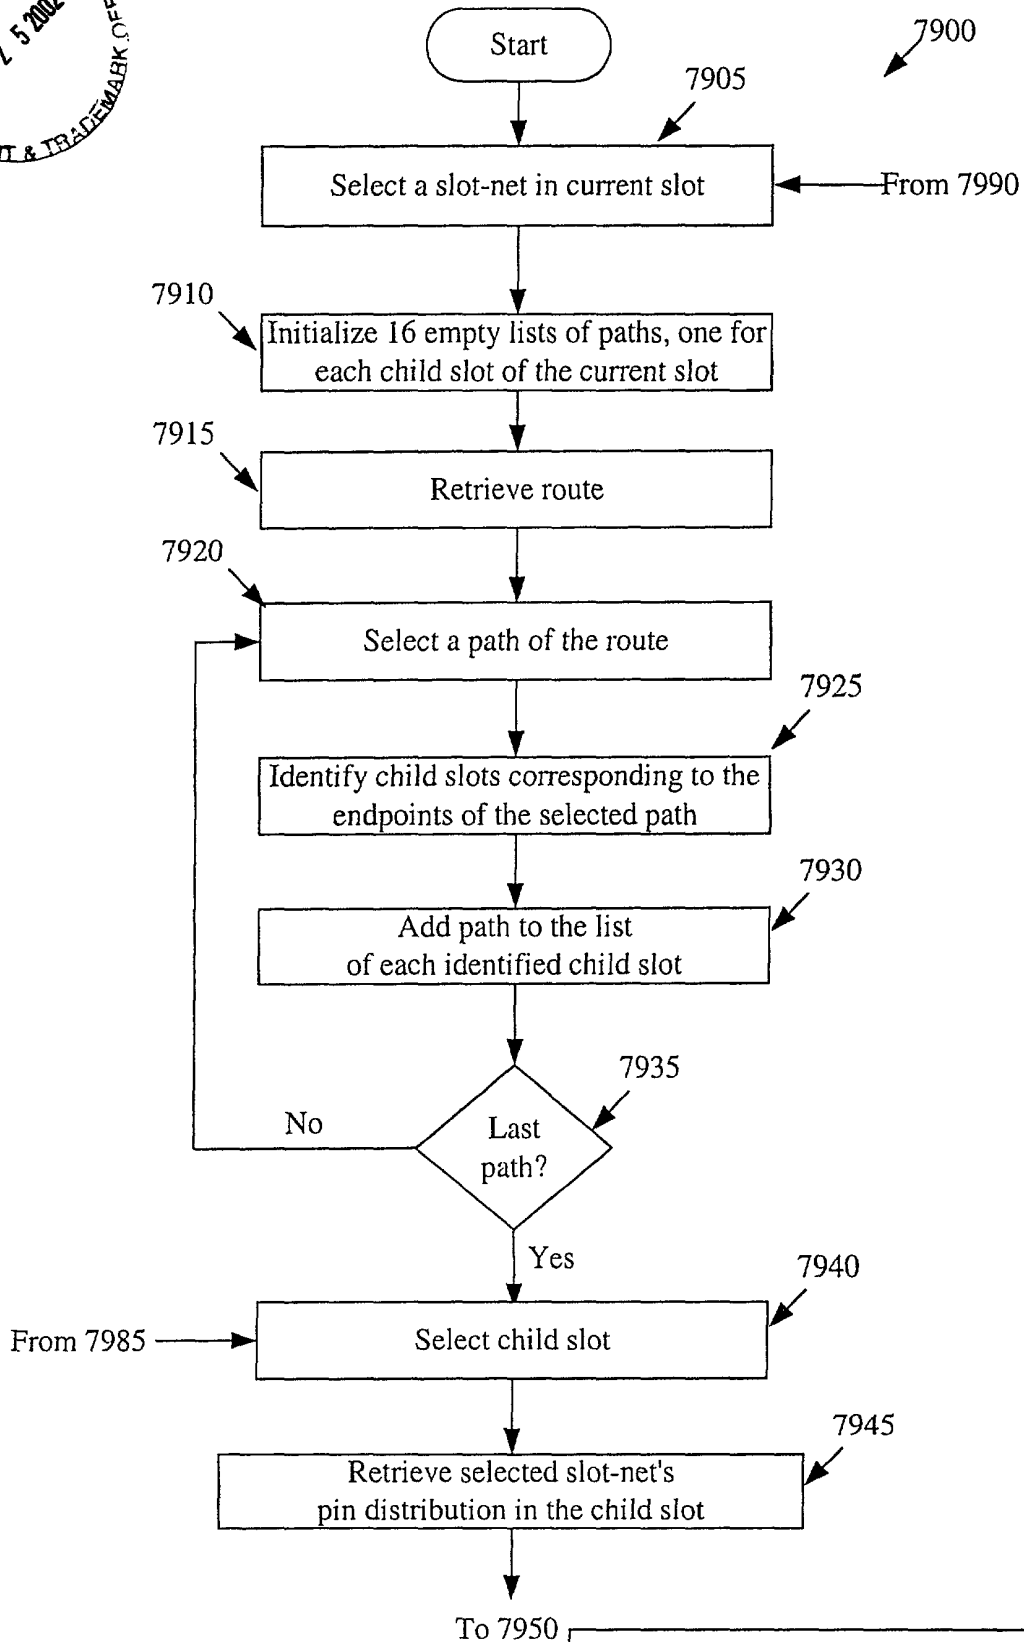 5 2002
T & TRADEMARK OFF
Start
7900
7905
Select a slot-net in current slot
From 7990
7910
Initialize 16 empty lists of paths, one for
each child slot of the current slot
7915
Retrieve route
7920
Select a path of the route
7925
Identify child slots corresponding to the
endpoints of the selected path
7930
Add path to the list
of each identified child slot
7935
Last
path?
No
Yes
7940
From 7985
Select child slot
7945
Retrieve selected slot-net's
pin distribution in the child slot
To 7950